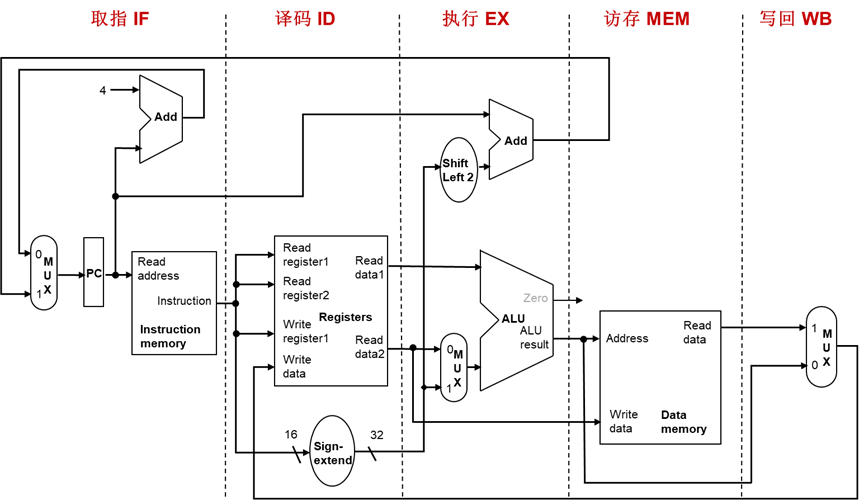 取指 IF
译码 ID
执行 EX
访存 MEM
写回 WB
4
Add
Add
Shift
Left 2
0
M
U
X
1
PC
Read
address
Instruction
Instruction
memory
Read
register1
Read
register2
Write
register1
Write
data
Registers
Read
data1
Read
data2
16
Sign-
extend
32
0
M
U
X
1
Zero
ALU
ALU
result
Address
Read
data
Write
data
Data
memory
1
M
U
X
0